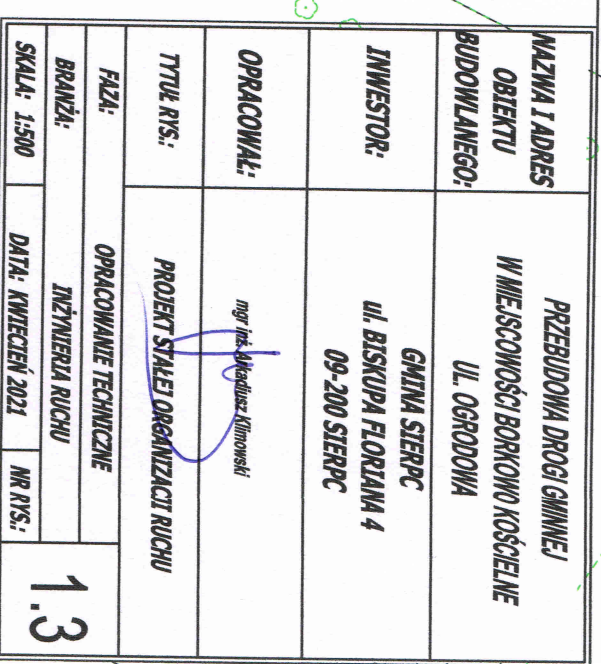 NAZWA I ADRES
OBIEKTU
BUDOWLANEGO:
PRZEBUDOWA DROGI GMINNEJ
W MIEJSCOWOŚCI BORKOWO KOŚCIELNE
UL. OGRODOWA
INWESTOR:
GMINA SIERPC
ul. BISKUPA FLORIANA 4
09-200 SIERPC
OPRACOWAŁ:
mgr inż. Arkadiusz Klimowski
TYTUŁ RYS.:
PROJEKT STAŁEJ ORGANIZACJI RUCHU
FAZA:
OPRACOWANIE TECHNICZNE
BRANŻA:
INŻYNIERIA RUCHU
SKALA: 1:500
DATA: KWIECIEŃ 2021
NR RYS.:
1.3